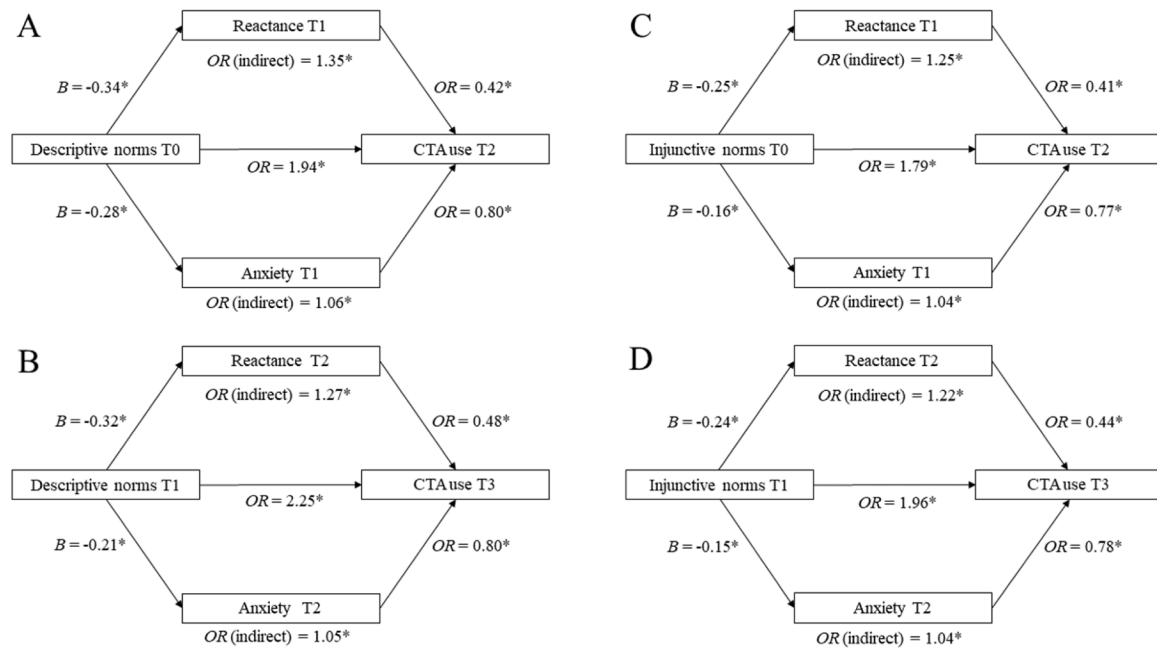 A
Reactance T1
OR (indirect) = 1.35*
B = -0.34*
OR = 0.42*
Descriptive norms T0
OR = 1.94*
CTA use T2
B = -0.28*
OR = 0.80*
Anxiety T1
OR (indirect) = 1.06*
C
Reactance T1
OR (indirect) = 1.25*
B = -0.25*
OR = 0.41*
Injunctive norms T0
OR = 1.79*
CTA use T2
B = -0.16*
OR = 0.77*
Anxiety T1
OR (indirect) = 1.04*
B
Reactance T2
OR (indirect) = 1.27*
B = -0.32*
OR = 0.48*
Descriptive norms T1
OR = 2.25*
CTA use T3
B = -0.21*
OR = 0.80*
Anxiety T2
OR (indirect) = 1.05*
D
Reactance T2
OR (indirect) = 1.22*
B = -0.24*
OR = 0.44*
Injunctive norms T1
OR = 1.96*
CTA use T3
B = -0.15*
OR = 0.78*
Anxiety T2
OR (indirect) = 1.04*